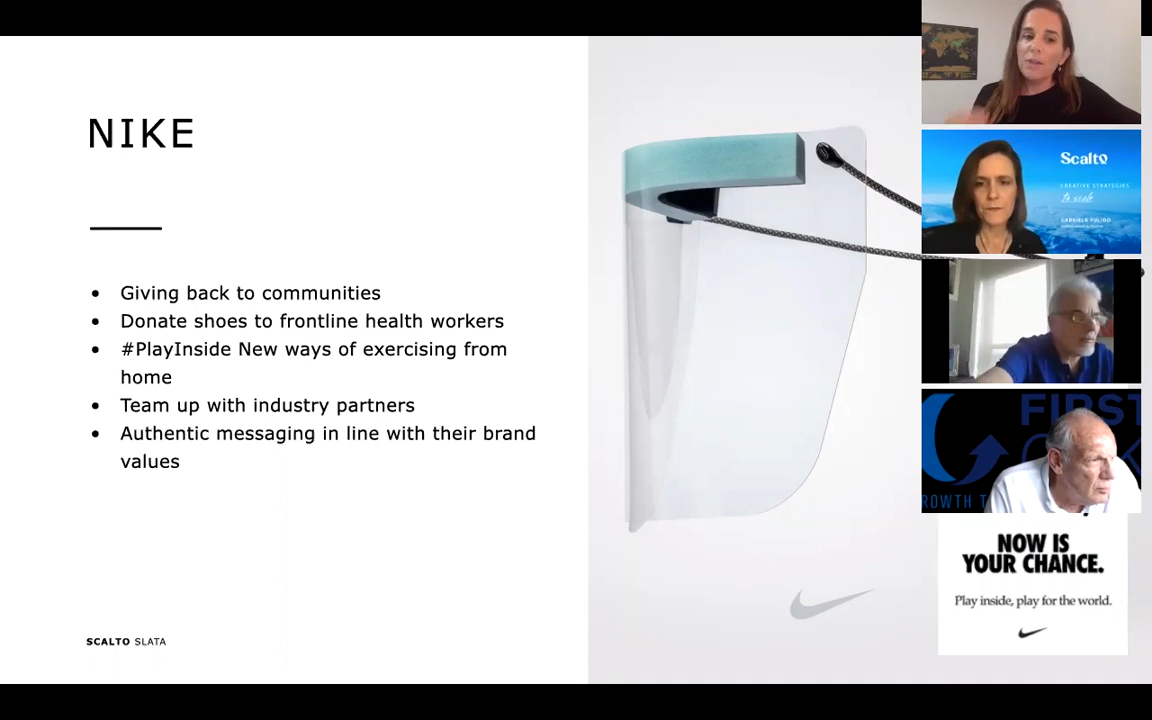 NIKE
• Giving back to communities
• Donate shoes to frontline health workers
• #PlayInside New ways of exercising from
home
• Team up with industry partners
• Authentic messaging in line with their brand
values
SCALTO SLATA
Scalto
CREATIVE STRATEGIES
to scale
FIRST
ROWTH T
NOW IS
YOUR CHANCE.
Play inside, play for the world.